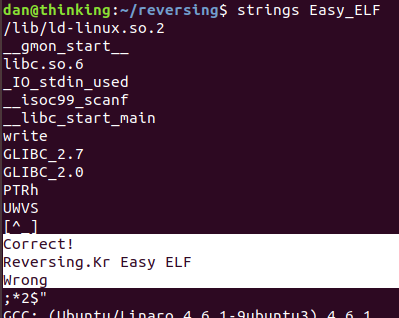 dan@thinking:~/reversing$ strings Easy_ELF
/lib/ld-linux.so.2
__gmon_start__
libc.so.6
_IO_stdin_used
__isoc99_scanf
__libc_start_main
write
GLIBC_2.7
GLIBC_2.0
PTRh
UWVS
[^_]
Correct!
Reversing.Kr Easy ELF
Wrong
;*2$"
GCC: (Ubuntu/Linaro 4.6.1-9ubuntu3) 4.6.1